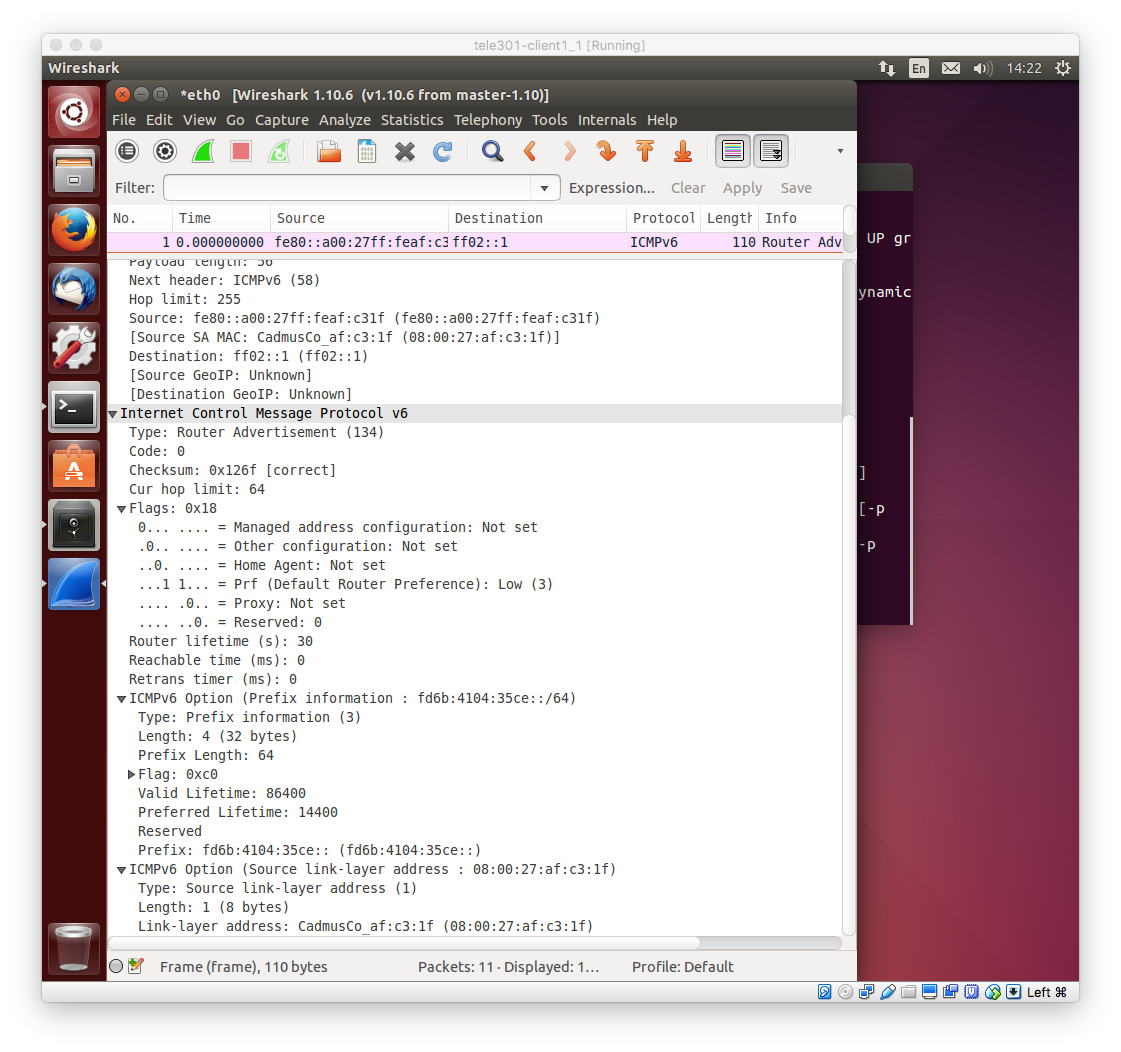 tele301-client1_1 [Running]
Wireshark
En
14:22
*eth0 [Wireshark 1.10.6 (v1.10.6 from master-1.10)]
File Edit View Go Capture Analyze Statistics Telephony Tools Internals Help
Filter:
Expression... Clear Apply Save
No. Time Source Destination Protocol Length Info
1 0.000000000 fe80::a00:27ff:feaf:c3 ff02::1 ICMPv6 110 Router Adv
UP gr
ynamic
]
[-p
-p
Payload length: 56
Next header: ICMPv6 (58)
Hop limit: 255
Source: fe80::a00:27ff:feaf:c31f (fe80::a00:27ff:feaf:c31f)
[Source SA MAC: CadmusCo_af:c3:1f (08:00:27:af:c3:1f)]
Destination: ff02::1 (ff02::1)
[Source GeoIP: Unknown]
[Destination GeoIP: Unknown]
Internet Control Message Protocol v6
Type: Router Advertisement (134)
Code: 0
Checksum: 0x126f [correct]
Cur hop limit: 64
Flags: 0x18
0... .... = Managed address configuration: Not set
.0.. .... = Other configuration: Not set
..0. .... = Home Agent: Not set
...1 1... = Prf (Default Router Preference): Low (3)
.... .0.. = Proxy: Not set
.... ..0. = Reserved: 0
Router lifetime (s): 30
Reachable time (ms): 0
Retrans timer (ms): 0
ICMPv6 Option (Prefix information : fd6b:4104:35ce::/64)
Type: Prefix information (3)
Length: 4 (32 bytes)
Prefix Length: 64
Flag: 0xc0
Valid Lifetime: 86400
Preferred Lifetime: 14400
Reserved
Prefix: fd6b:4104:35ce:: (fd6b:4104:35ce::)
ICMPv6 Option (Source link-layer address : 08:00:27:af:c3:1f)
Type: Source link-layer address (1)
Length: 1 (8 bytes)
Link-layer address: CadmusCo_af:c3:1f (08:00:27:af:c3:1f)
Frame (frame), 110 bytes
Packets: 11 · Displayed: 1...
Profile: Default
Left ⌘